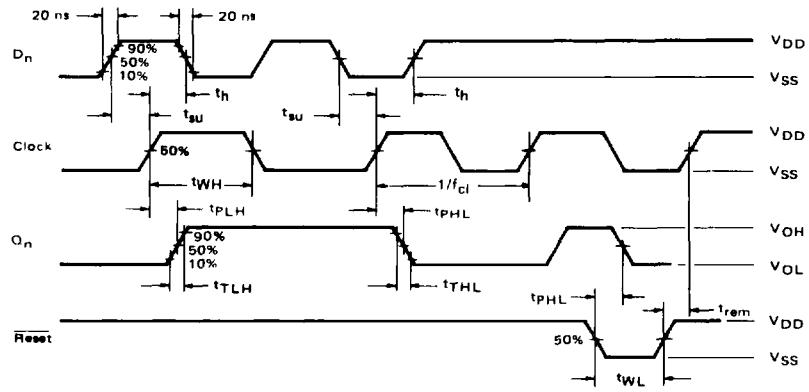 20 ns 20 ns
Dn 90% VDD
50%
10% VSS
th th
tsu tsu
Clock VDD
50%
VSS
tWH 1/fcl
tPLH tPHL
Qn 90% VOH
50%
10% VOL
tTLH tTHL
tPHL trem
Reset VDD
50%
VSS
tWL